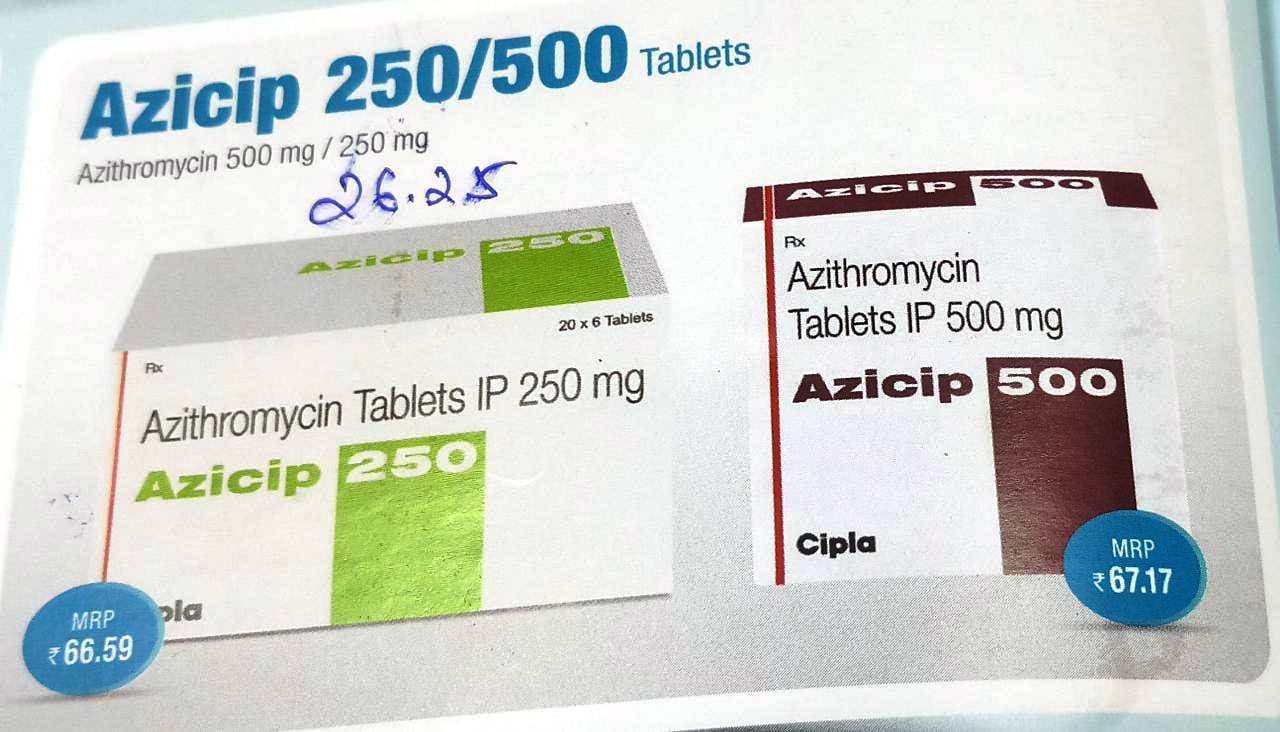 Azicip 250/500 Tablets
Azithromycin 500 mg / 250 mg
26.25
Azicip 250
20 x 6 Tablets
Rx
Azithromycin Tablets IP 250 mg
Azicip 250
pla
MRP
₹66.59
Azicip 500
Rx
Azithromycin
Tablets IP 500 mg
Azicip 500
Cipla
MRP
₹67.17